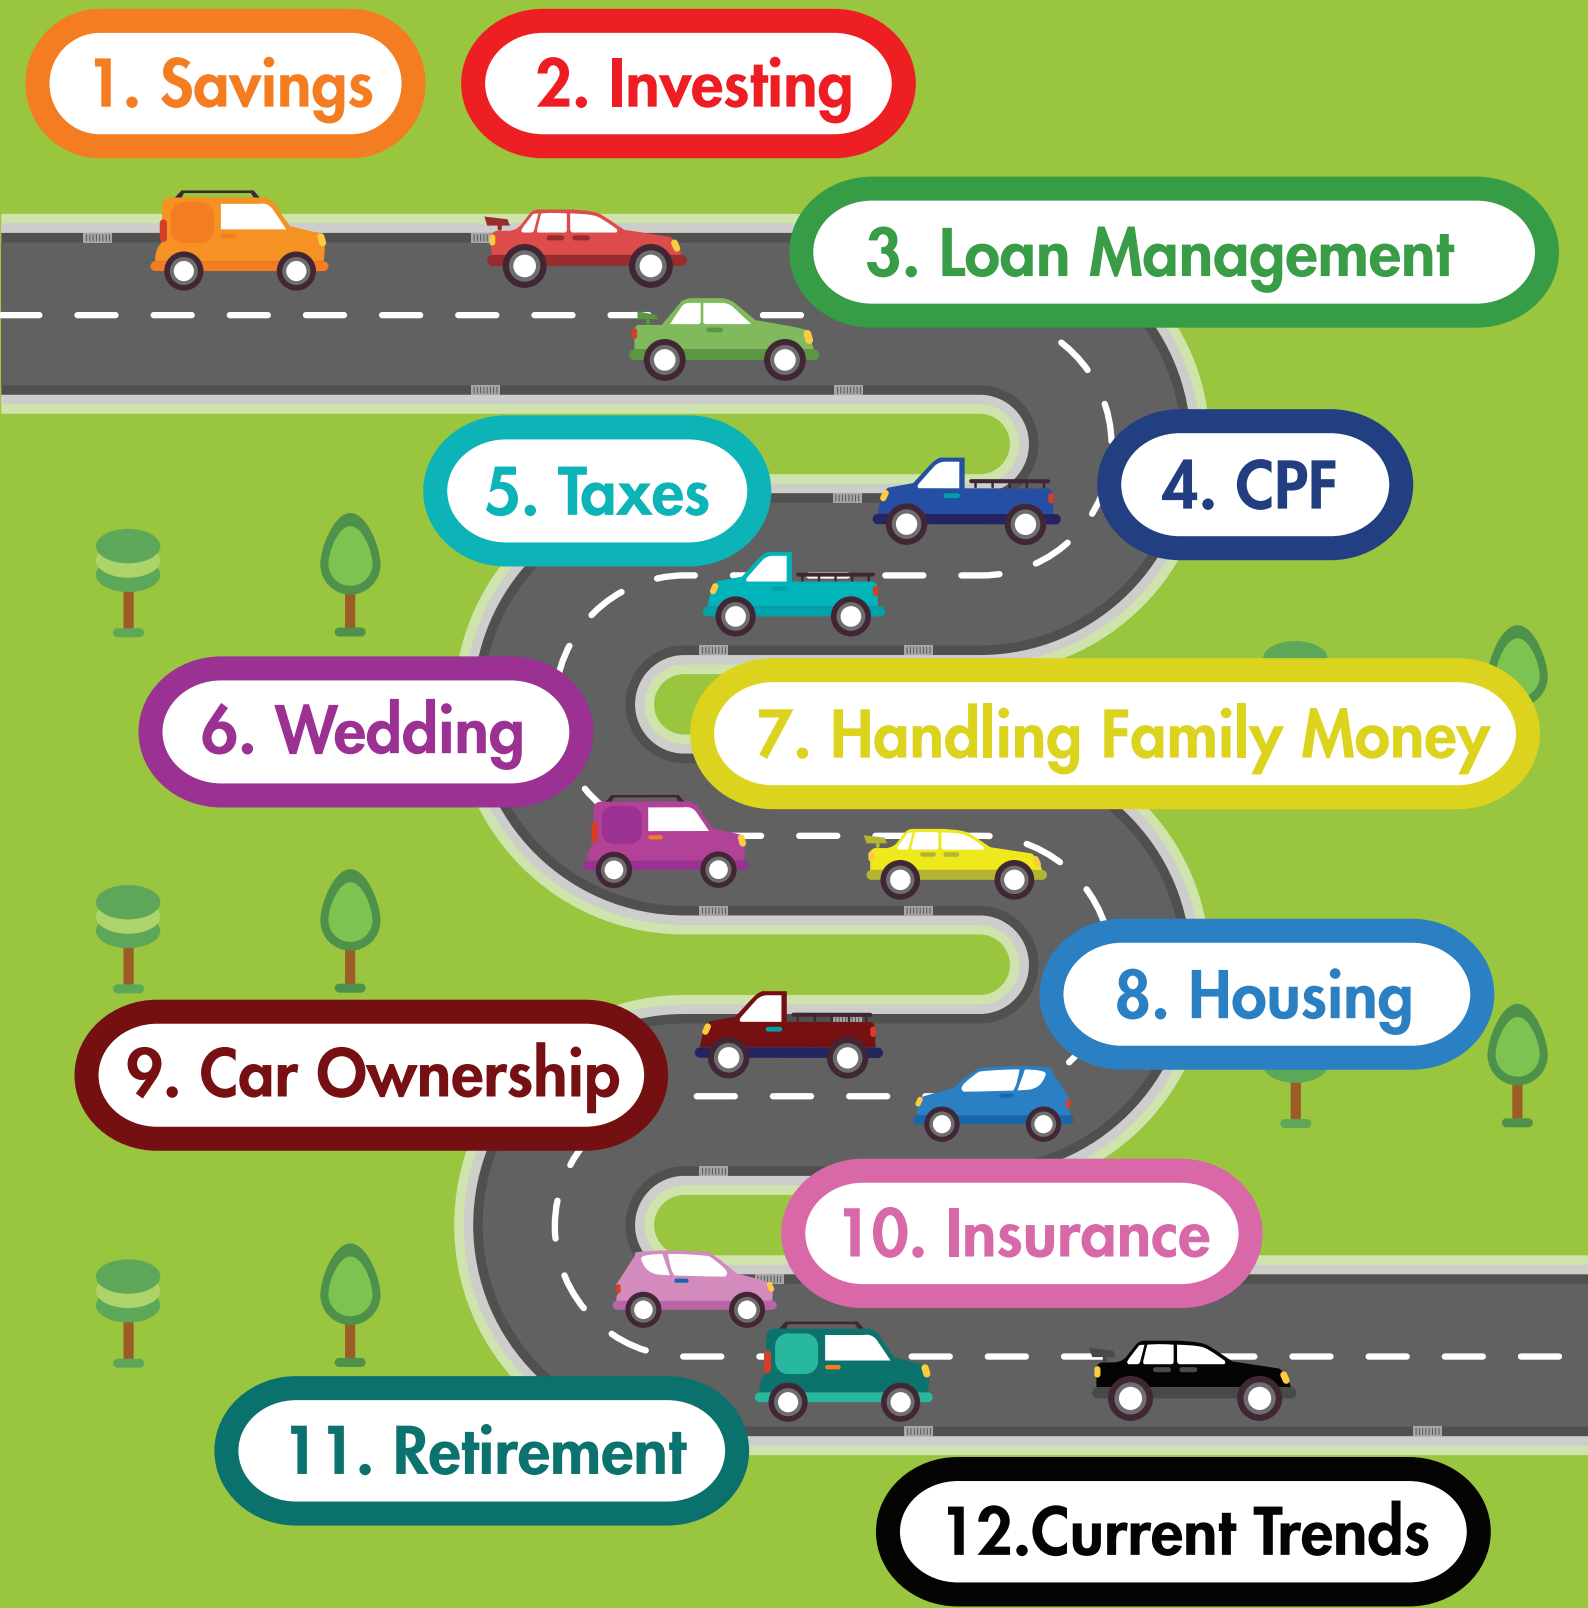 1. Savings
2. Investing
3. Loan Management
4. CPF
5. Taxes
6. Wedding
7. Handling Family Money
8. Housing
9. Car Ownership
10. Insurance
11. Retirement
12.Current Trends